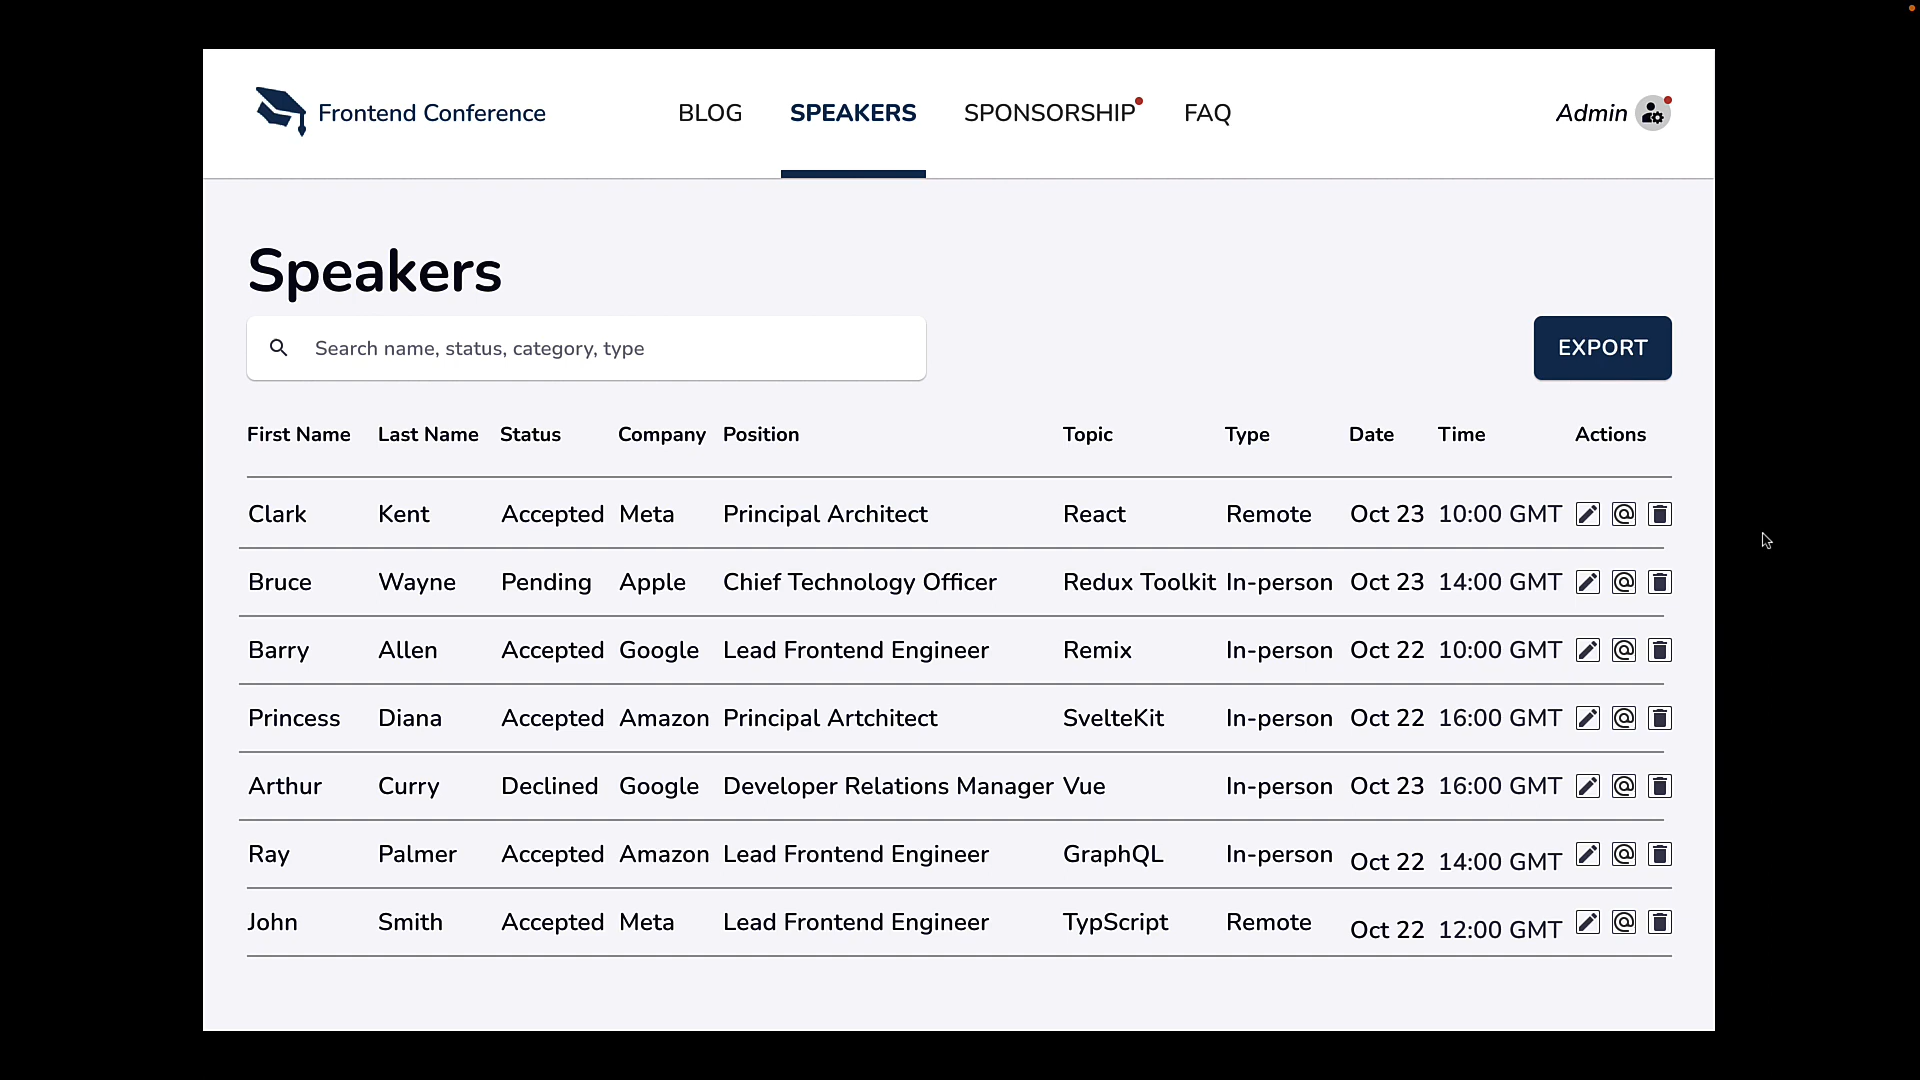 Frontend Conference BLOG SPEAKERS SPONSORSHIP FAQ Admin
Speakers
Search name, status, category, type EXPORT
First Name Last Name Status Company Position Topic Type Date Time Actions
Clark Kent Accepted Meta Principal Architect React Remote Oct 23 10:00 GMT
Bruce Wayne Pending Apple Chief Technology Officer Redux Toolkit In-person Oct 23 14:00 GMT
Barry Allen Accepted Google Lead Frontend Engineer Remix In-person Oct 22 10:00 GMT
Princess Diana Accepted Amazon Principal Artchitect SvelteKit In-person Oct 22 16:00 GMT
Arthur Curry Declined Google Developer Relations Manager Vue In-person Oct 23 16:00 GMT
Ray Palmer Accepted Amazon Lead Frontend Engineer GraphQL In-person Oct 22 14:00 GMT
John Smith Accepted Meta Lead Frontend Engineer TypScript Remote Oct 22 12:00 GMT